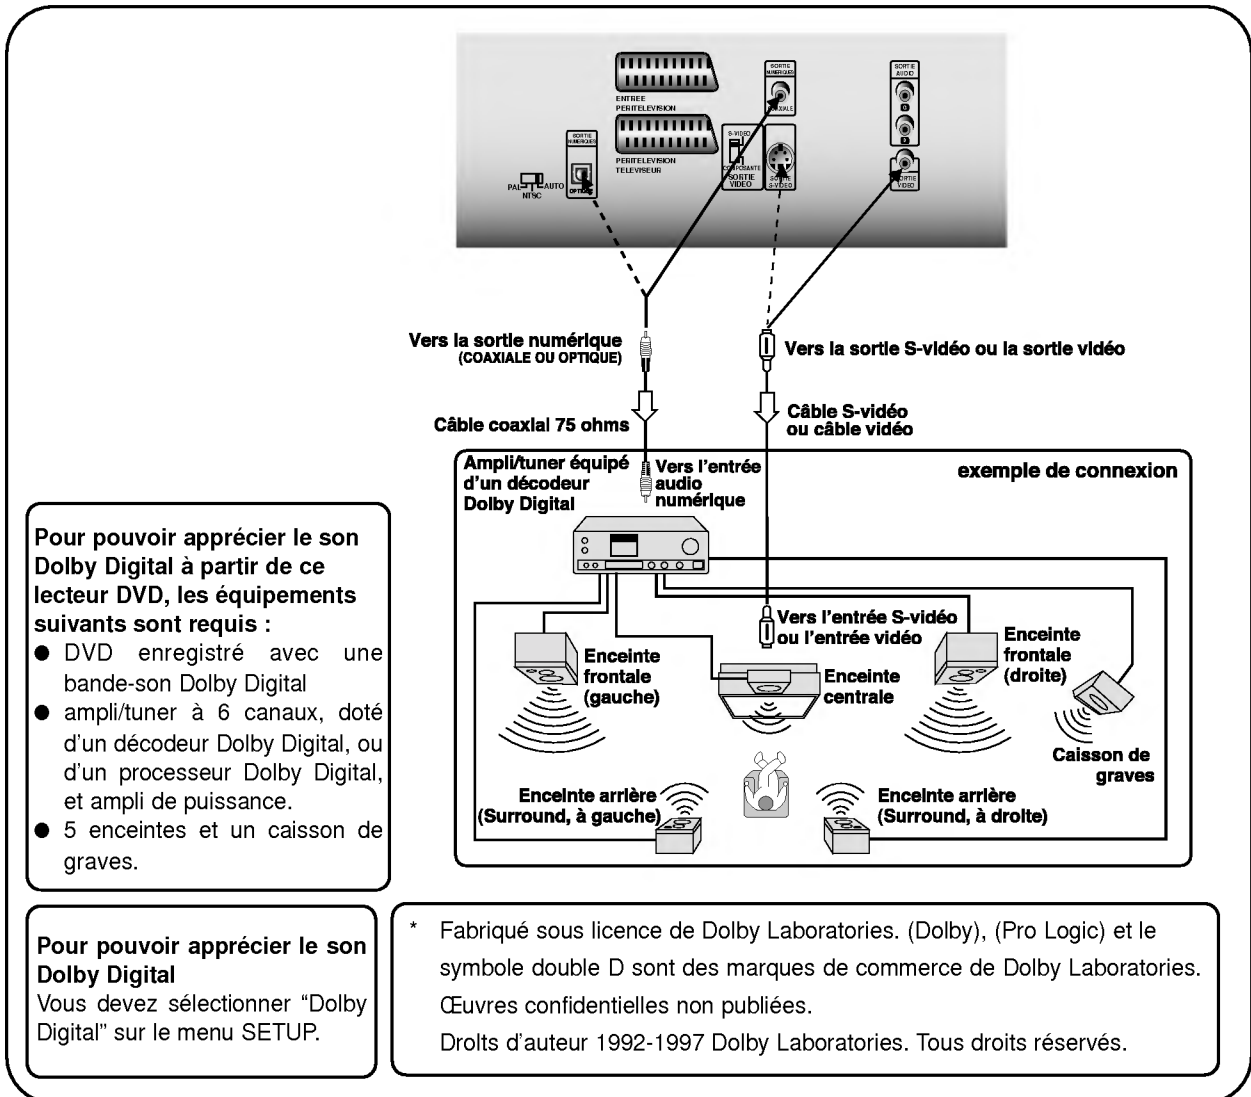 SORTIE
NUMERIQUES
COAXIALE
SORTIE
AUDIO
G
D
ENTREE
PERITELEVISION
SORTIE
NUMERIQUES
OPTIQUE
PAL
AUTO
NTSC
PERITELEVISION
TELEVISEUR
S-VIDEO
COMPOSANTE
SORTIE
VIDEO
SORTIE
S-VIDEO
SORTIE
VIDEO
Vers la sortie numérique
(COAXIALE OU OPTIQUE)
Vers la sortie S-vidéo ou la sortie vidéo
Câble coaxial 75 ohms
Câble S-vidéo
ou câble vidéo
Ampli/tuner équipé
d'un décodeur
Dolby Digital
Vers l'entrée
audio
numérique
exemple de connexion
Vers l'entrée S-vidéo
ou l'entrée vidéo
Enceinte
frontale
(gauche)
Enceinte
centrale
Enceinte
frontale
(droite)
Caisson de
graves
Enceinte arrière
(Surround, à gauche)
Enceinte arrière
(Surround, à droite)
Pour pouvoir apprécier le son
Dolby Digital à partir de ce
lecteur DVD, les équipements
suivants sont requis :
● DVD enregistré avec une
bande-son Dolby Digital
● ampli/tuner à 6 canaux, doté
d'un décodeur Dolby Digital, ou
d'un processeur Dolby Digital,
et ampli de puissance.
● 5 enceintes et un caisson de
graves.
Pour pouvoir apprécier le son
Dolby Digital
Vous devez sélectionner “Dolby
Digital” sur le menu SETUP.
* Fabriqué sous licence de Dolby Laboratories. (Dolby), (Pro Logic) et le
symbole double D sont des marques de commerce de Dolby Laboratories.
Œuvres confidentielles non publiées.
Droits d'auteur 1992-1997 Dolby Laboratories. Tous droits réservés.